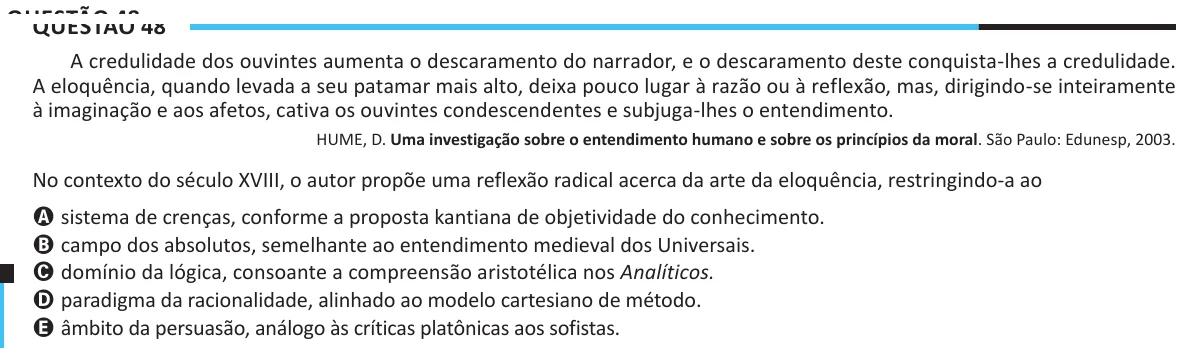 QUESTÃO 48
QUESTÃO 48
A credulidade dos ouvintes aumenta o descaramento do narrador, e o descaramento deste conquista-lhes a credulidade.
A eloquência, quando levada a seu patamar mais alto, deixa pouco lugar à razão ou à reflexão, mas, dirigindo-se inteiramente
à imaginação e aos afetos, cativa os ouvintes condescendentes e subjuga-lhes o entendimento.
HUME, D. Uma investigação sobre o entendimento humano e sobre os princípios da moral. São Paulo: Edunesp, 2003.
No contexto do século XVIII, o autor propõe uma reflexão radical acerca da arte da eloquência, restringindo-a ao
A sistema de crenças, conforme a proposta kantiana de objetividade do conhecimento.
B campo dos absolutos, semelhante ao entendimento medieval dos Universais.
C domínio da lógica, consoante a compreensão aristotélica nos Analíticos.
D paradigma da racionalidade, alinhado ao modelo cartesiano de método.
E âmbito da persuasão, análogo às críticas platônicas aos sofistas.